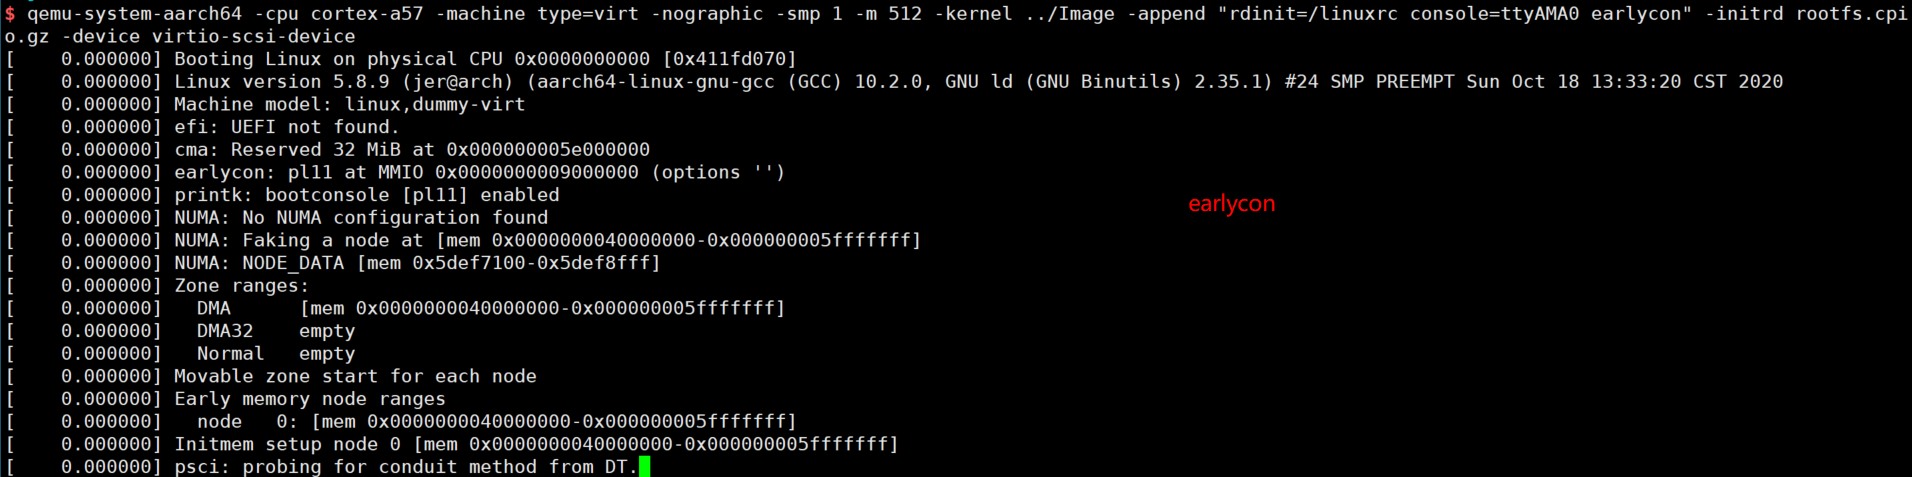 $ qemu-system-aarch64 -cpu cortex-a57 -machine type=virt -nographic -smp 1 -m 512 -kernel ../Image -append "rdinit=/linuxrc console=ttyAMA0 earlycon" -initrd rootfs.cpi
o.gz -device virtio-scsi-device
[    0.000000] Booting Linux on physical CPU 0x0000000000 [0x411fd070]
[    0.000000] Linux version 5.8.9 (jer@arch) (aarch64-linux-gnu-gcc (GCC) 10.2.0, GNU ld (GNU Binutils) 2.35.1) #24 SMP PREEMPT Sun Oct 18 13:33:20 CST 2020
[    0.000000] Machine model: linux,dummy-virt
[    0.000000] efi: UEFI not found.
[    0.000000] cma: Reserved 32 MiB at 0x000000005e000000
[    0.000000] earlycon: pl11 at MMIO 0x0000000009000000 (options '')
[    0.000000] printk: bootconsole [pl11] enabled
earlycon
[    0.000000] NUMA: No NUMA configuration found
[    0.000000] NUMA: Faking a node at [mem 0x0000000040000000-0x000000005fffffff]
[    0.000000] NUMA: NODE_DATA [mem 0x5def7100-0x5def8fff]
[    0.000000] Zone ranges:
[    0.000000]   DMA      [mem 0x0000000040000000-0x000000005fffffff]
[    0.000000]   DMA32    empty
[    0.000000]   Normal   empty
[    0.000000] Movable zone start for each node
[    0.000000] Early memory node ranges
[    0.000000]   node   0: [mem 0x0000000040000000-0x000000005fffffff]
[    0.000000] Initmem setup node 0 [mem 0x0000000040000000-0x000000005fffffff]
[    0.000000] psci: probing for conduit method from DT.